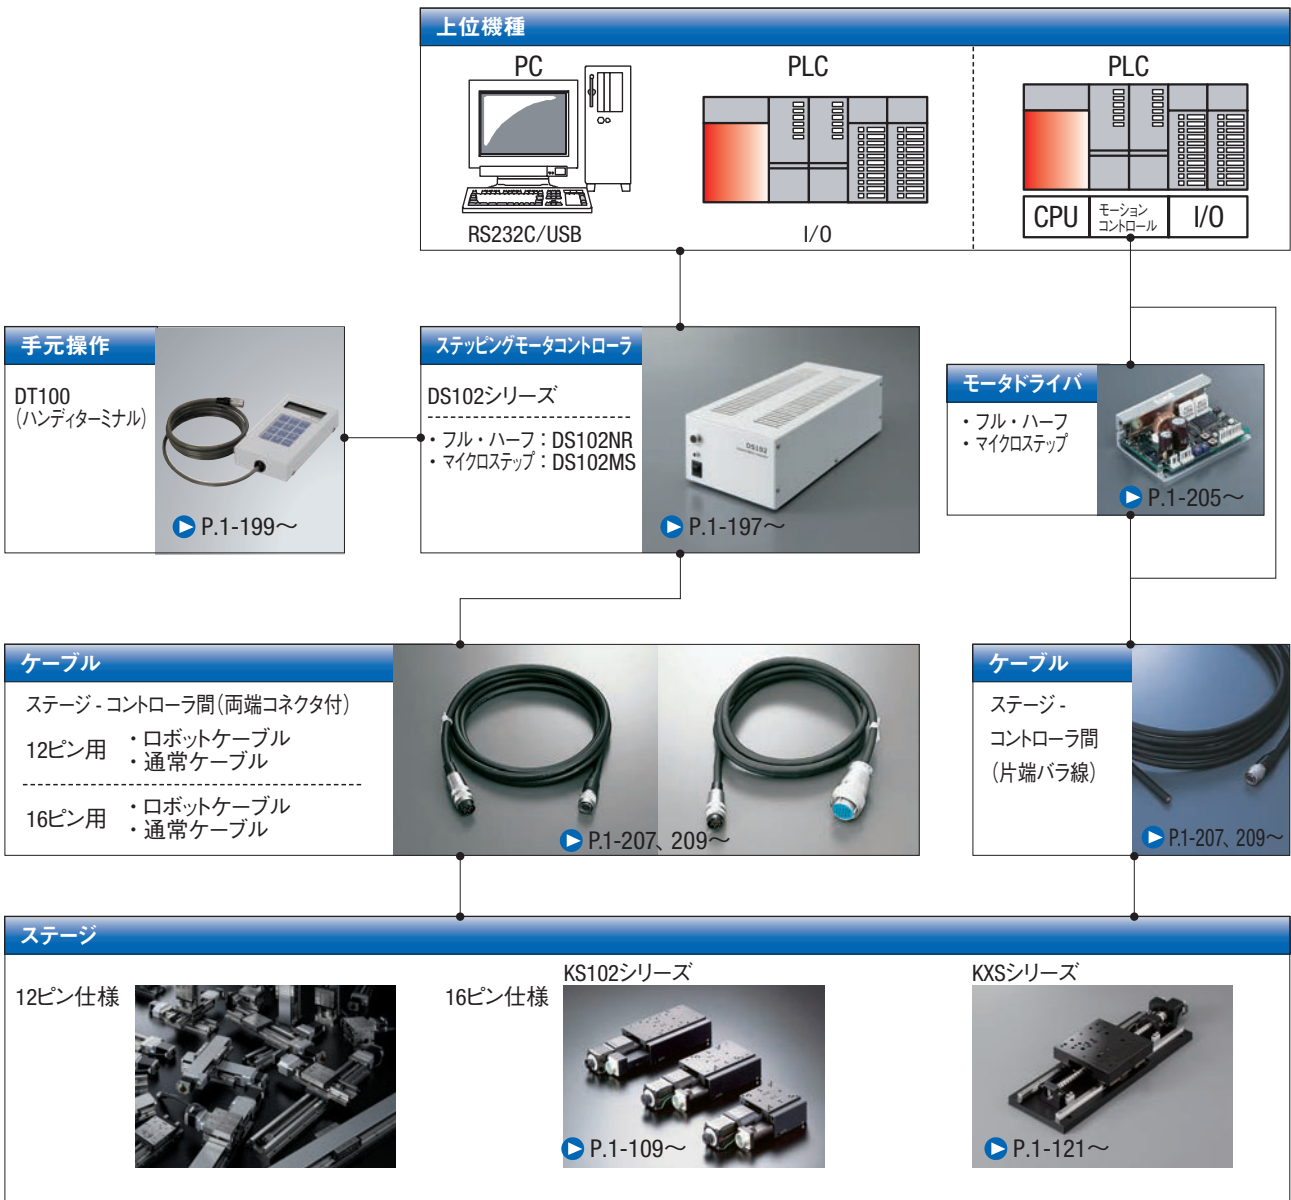 上位機種
PC
PLC
PLC
CPU
モーション
コントロール
I/O
RS232C/USB
I/O
手元操作
DT100
(ハンディターミナル)
P.1-199～
ステッピングモータコントローラ
DS102シリーズ
・フル・ハーフ：DS102NR
・マイクロステップ：DS102MS
DS102
P.1-197～
モータドライバ
・フル・ハーフ
・マイクロステップ
P.1-205～
ケーブル
ステージ - コントローラ間(両端コネクタ付)
12ピン用
・ロボットケーブル
・通常ケーブル
16ピン用
・ロボットケーブル
・通常ケーブル
P.1-207、209～
ケーブル
ステージ -
コントローラ間
(片端バラ線)
P.1-207、209～
ステージ
12ピン仕様
16ピン仕様
KS102シリーズ
P.1-109～
KXSシリーズ
P.1-121～